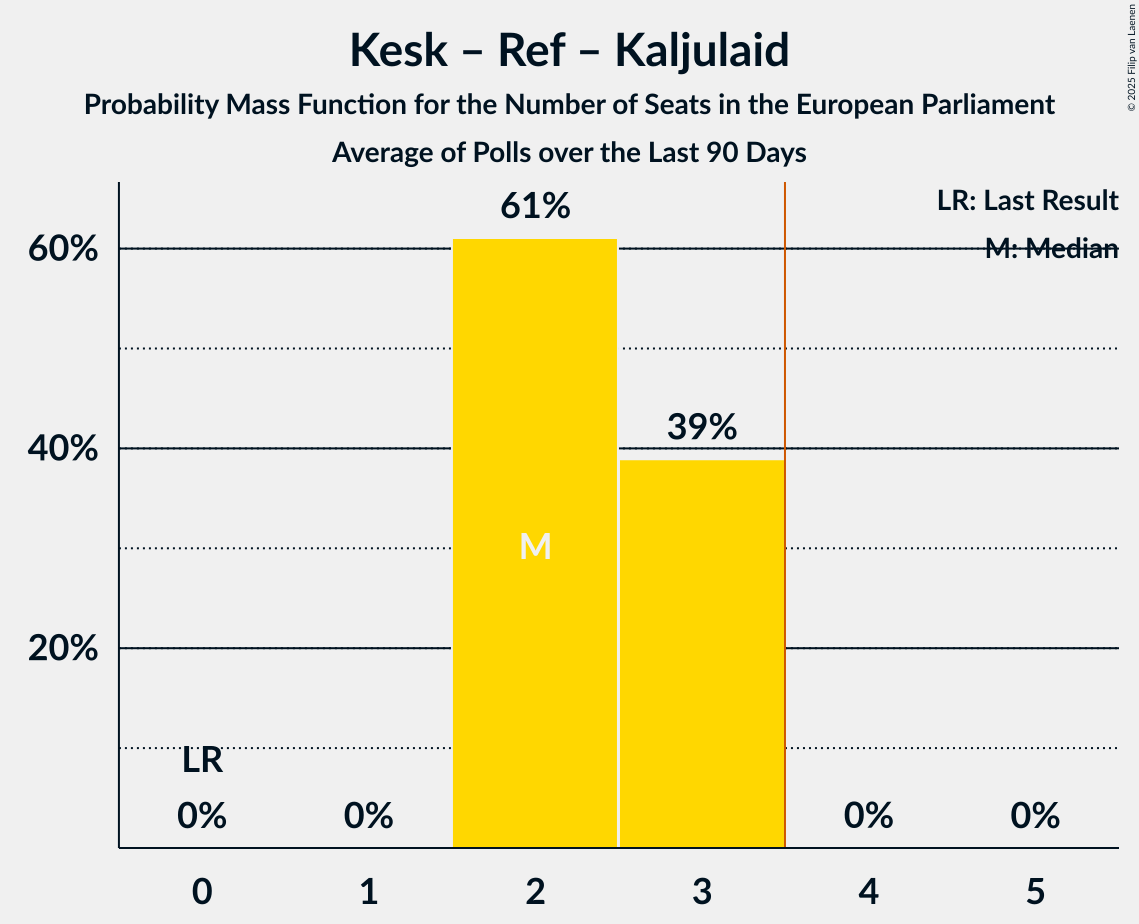 Kesk – Ref – Kaljulaid
Probability Mass Function for the Number of Seats in the European Parliament
Average of Polls over the Last 90 Days
© 2025 Filip van Laenen
LR: Last Result
M: Median
60%
40%
20%
61%
39%
M
LR
0%
0%
0%
0%
0
1
2
3
4
5